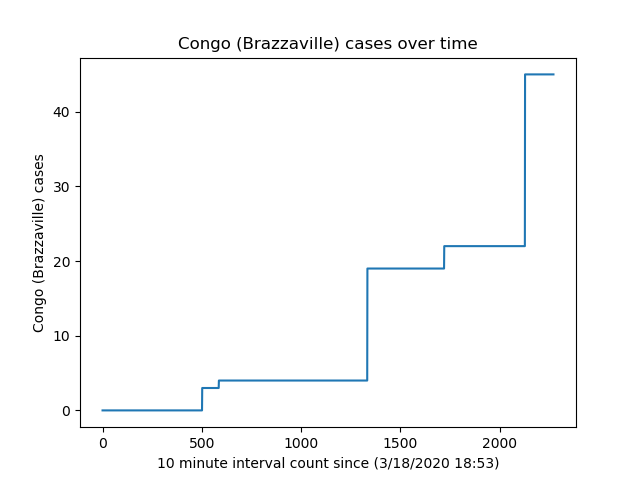 Congo (Brazzaville) cases over time
Congo (Brazzaville) cases
40
30
20
10
0
0 500 1000 1500 2000
10 minute interval count since (3/18/2020 18:53)